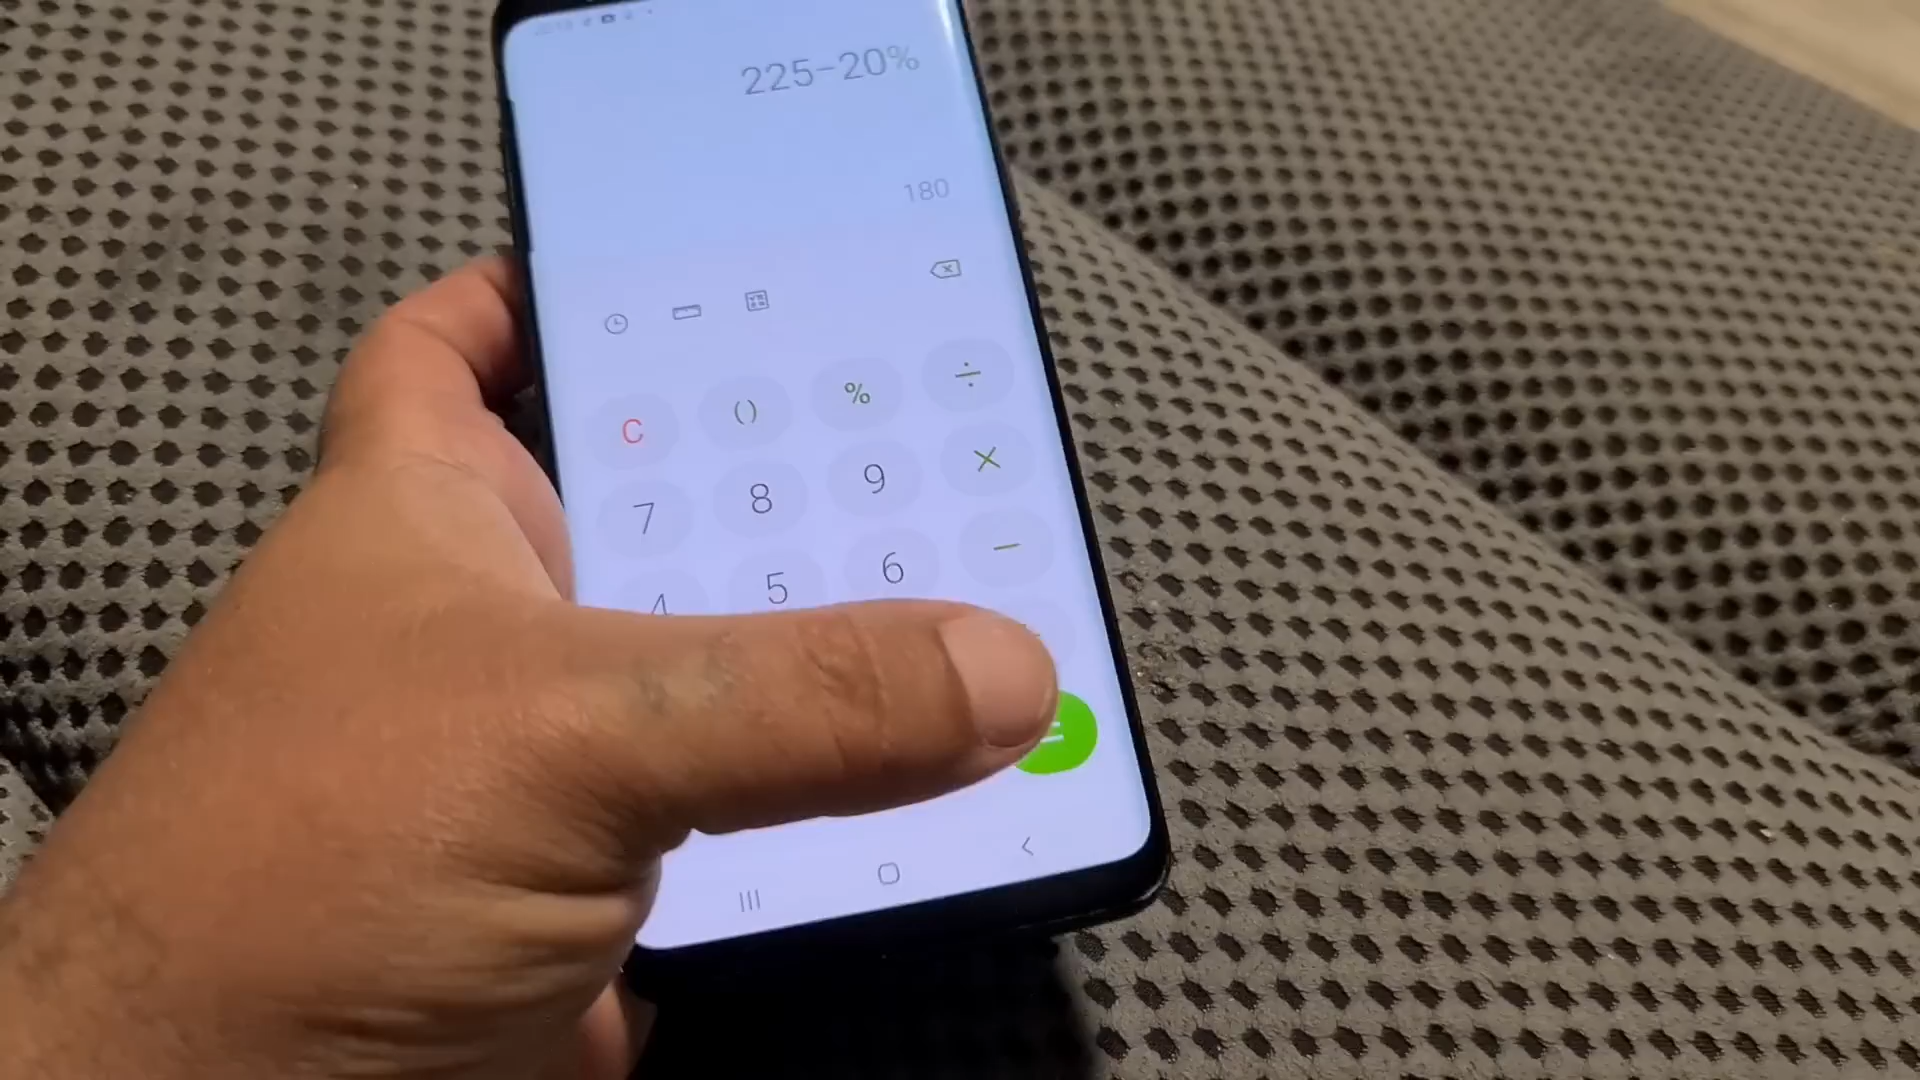 225-20%
180
C () % ÷
7 8 9 ×
4 5 6 −
=